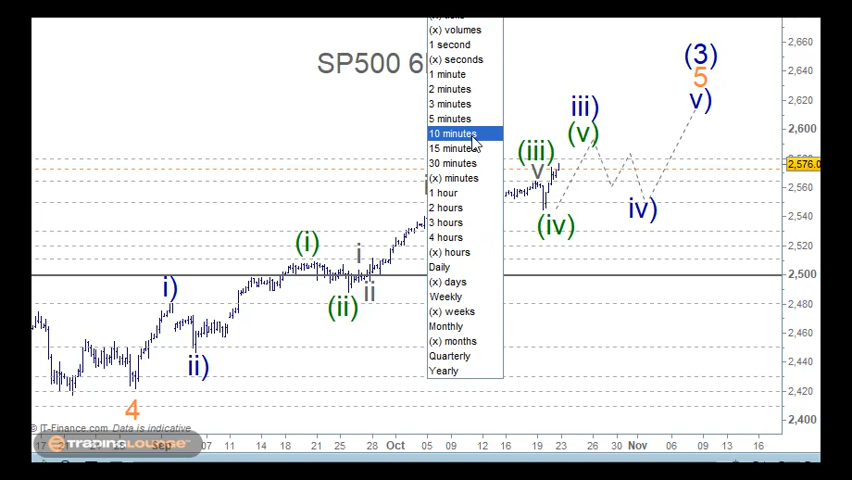 (x) volumes
1 second
(x) seconds
1 minute
2 minutes
3 minutes
5 minutes
10 minutes
15 minutes
30 minutes
(x) minutes
1 hour
2 hours
3 hours
4 hours
(x) hours
Daily
(x) days
Weekly
(x) weeks
Monthly
(x) months
Quarterly
Yearly
SP500 6
(3)
5
v)
iii)
(v)
(iii)
v
(iv)
iv)
(i)
i
ii
(ii)
i)
ii)
4
2,660
2,640
2,620
2,600
2,576.0
2,560
2,540
2,520
2,500
2,480
2,460
2,440
2,420
2,400
© IT-Finance.com Data is indicative.
TRADINGLOUNGE
17 21 07 11 14 18 21 25 28 Oct 05 09 12 16 19 23 26 30 Nov 06 09 13 16